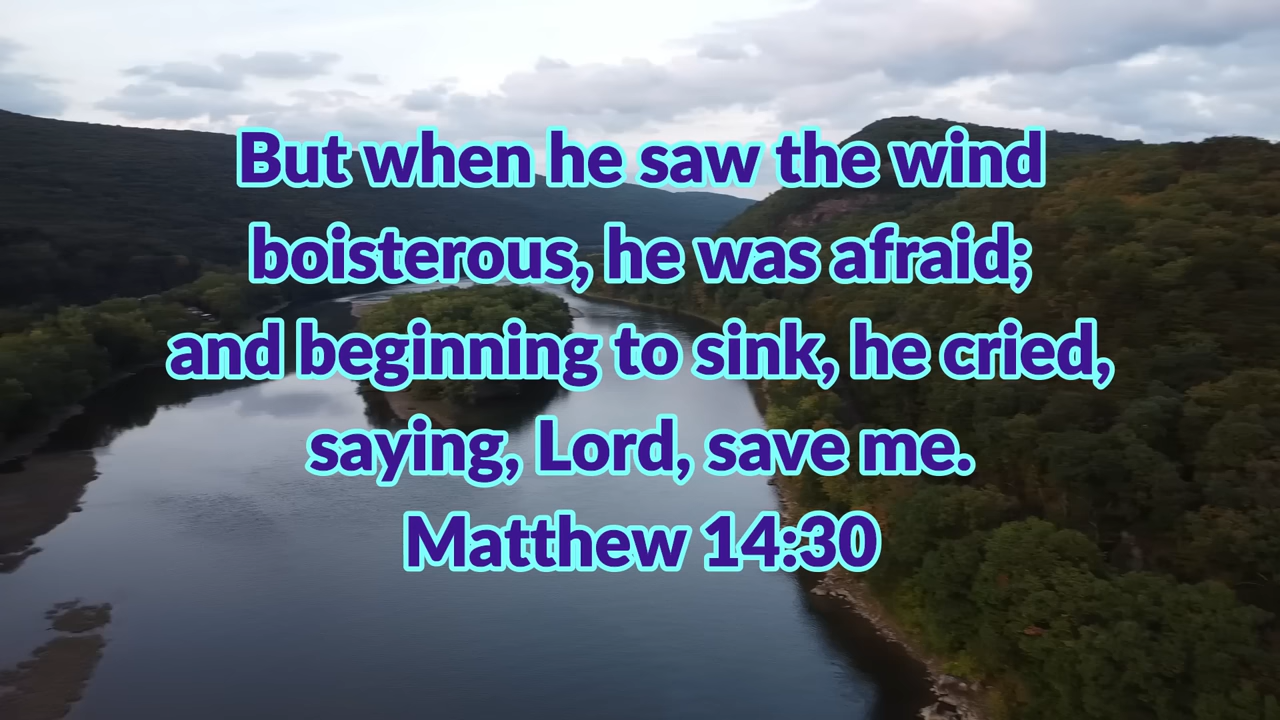 But when he saw the wind
boisterous, he was afraid;
and beginning to sink, he cried,
saying, Lord, save me.
Matthew 14:30